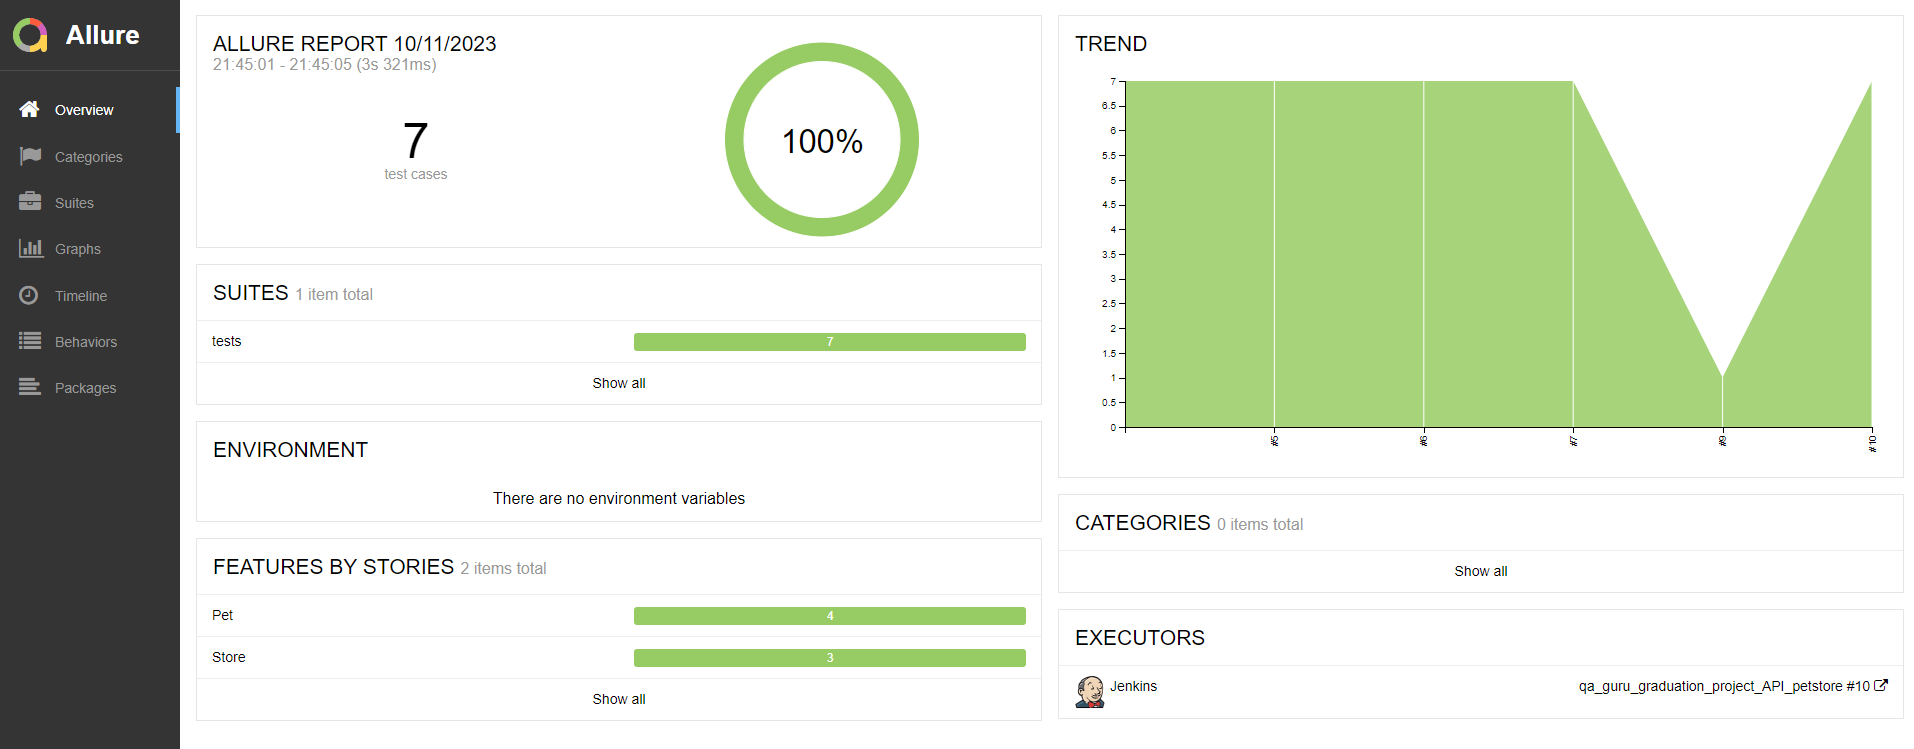 Allure
Overview
Categories
Suites
Graphs
Timeline
Behaviors
Packages
ALLURE REPORT 10/11/2023
21:45:01 - 21:45:05 (3s 321ms)
7
test cases
100%
SUITES 1 item total
tests 7
Show all
ENVIRONMENT
There are no environment variables
FEATURES BY STORIES 2 items total
Pet 4
Store 3
Show all
TREND
7
6.5
6
5.5
5
4.5
4
3.5
3
2.5
2
1.5
1
0.5
0
#5 #6 #7 #9 #10
CATEGORIES 0 items total
Show all
EXECUTORS
Jenkins qa_guru_graduation_project_API_petstore #10